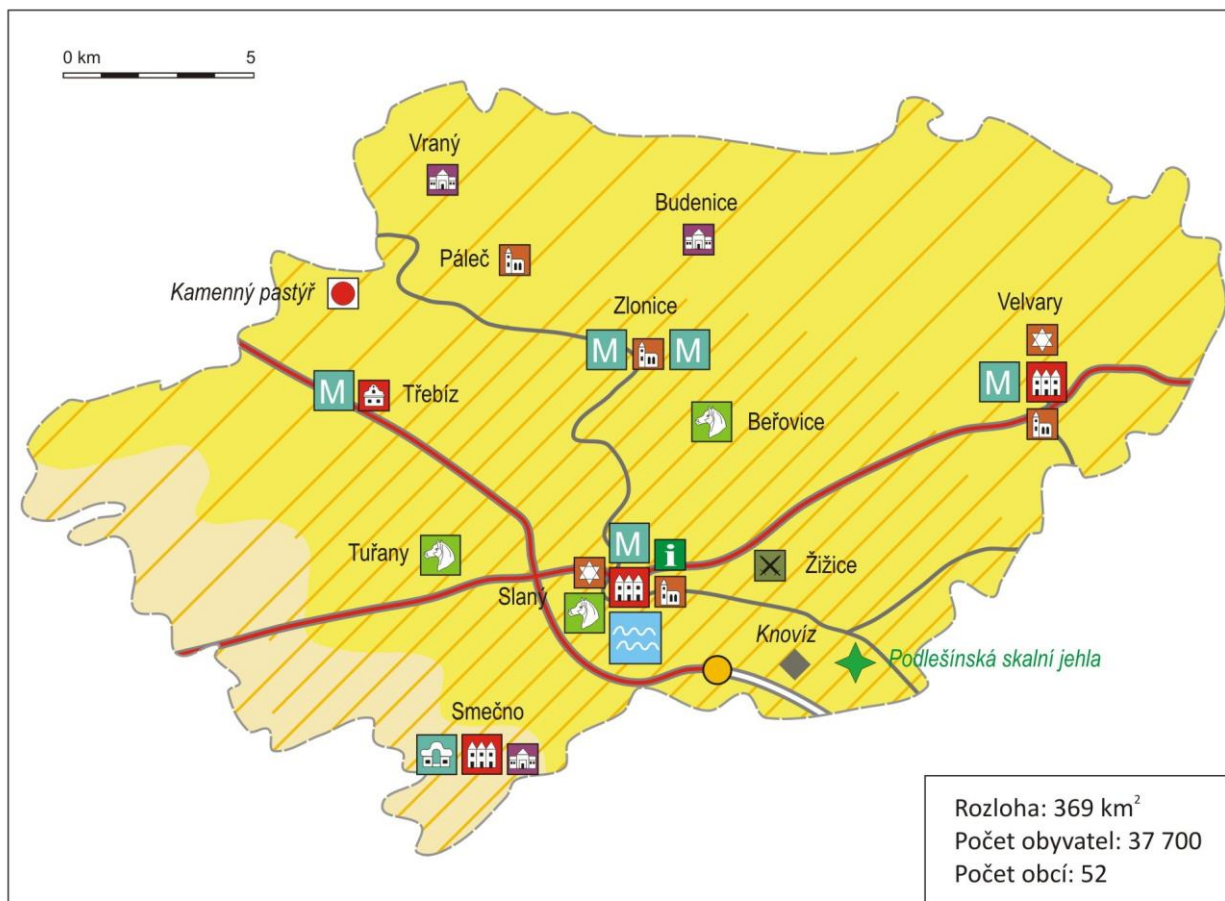 0 km 5
Vraný
Budenice
Páleč
Kamenný pastýř
Zlonice
Velvary
M
M
M
M
Třebíz
Beřovice
M
Tuřany
i
Žižice
Slaný
Knovíz
Podlešínská skalní jehla
Smečno
Rozloha: 369 km²
Počet obyvatel: 37 700
Počet obcí: 52